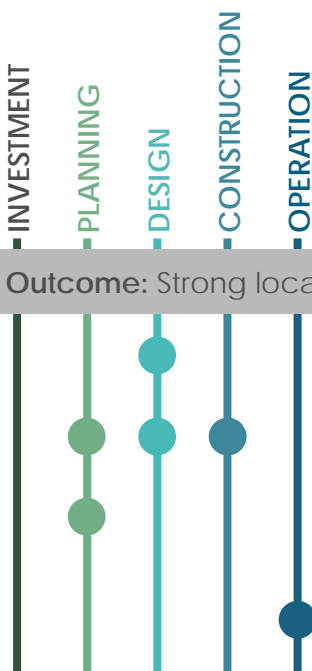 INVESTMENT
PLANNING
DESIGN
CONSTRUCTION
OPERATION
Outcome: Strong loca